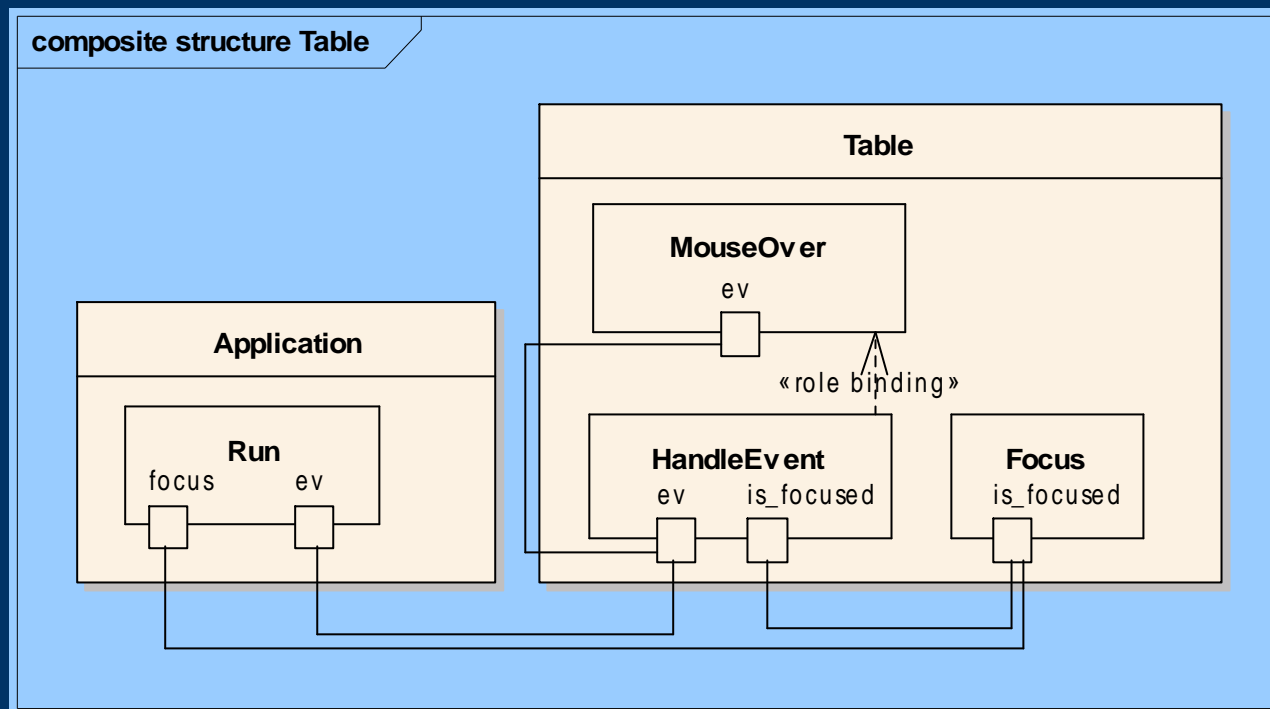 composite structure Table
Table
MouseOver
ev
Application
«role binding»
Run
HandleEvent
Focus
focus ev
ev is_focused
is_focused